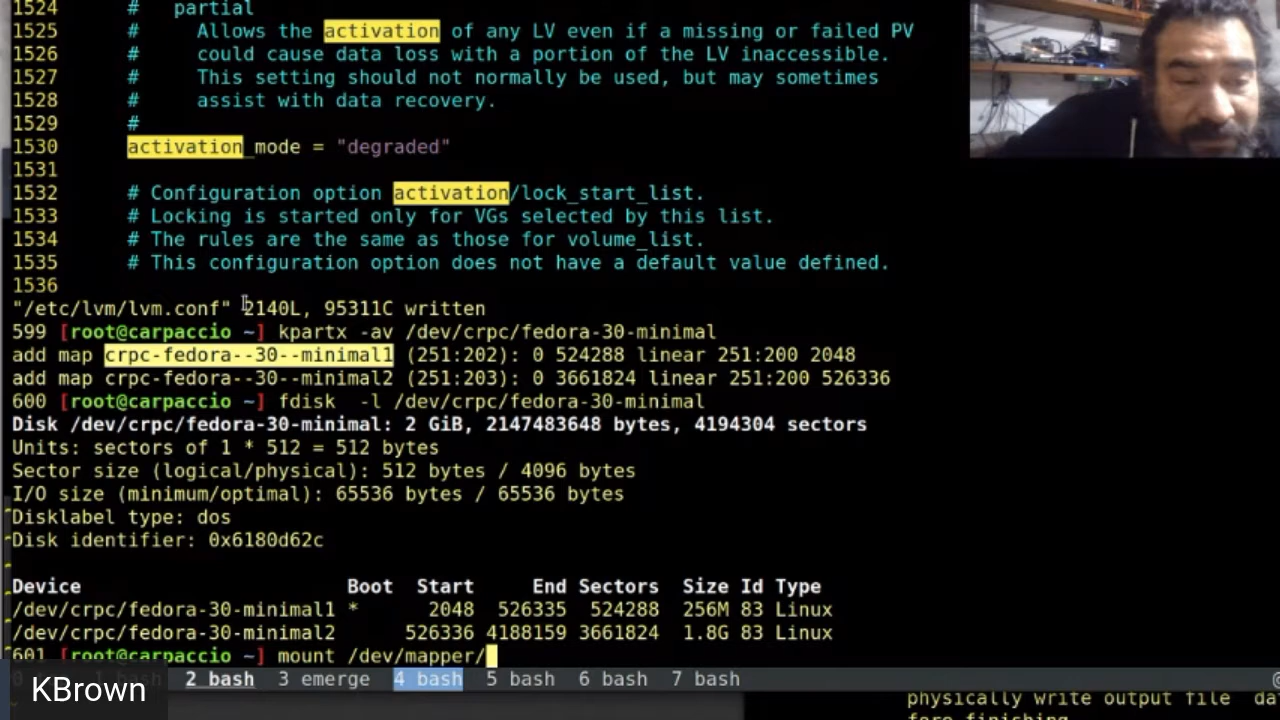 1524      #   partial
1525      #     Allows the activation of any LV even if a missing or failed PV
1526      #     could cause data loss with a portion of the LV inaccessible.
1527      #     This setting should not normally be used, but may sometimes
1528      #     assist with data recovery.
1529      #
1530      activation_mode = "degraded"
1531
1532      # Configuration option activation/lock_start_list.
1533      # Locking is started only for VGs selected by this list.
1534      # The rules are the same as those for volume_list.
1535      # This configuration option does not have a default value defined.
1536
"/etc/lvm/lvm.conf" 2140L, 95311C written
599 [root@carpaccio ~] kpartx -av /dev/crpc/fedora-30-minimal
add map crpc-fedora--30--minimal1 (251:202): 0 524288 linear 251:200 2048
add map crpc-fedora--30--minimal2 (251:203): 0 3661824 linear 251:200 526336
600 [root@carpaccio ~] fdisk  -l /dev/crpc/fedora-30-minimal
Disk /dev/crpc/fedora-30-minimal: 2 GiB, 2147483648 bytes, 4194304 sectors
Units: sectors of 1 * 512 = 512 bytes
Sector size (logical/physical): 512 bytes / 4096 bytes
I/O size (minimum/optimal): 65536 bytes / 65536 bytes
Disklabel type: dos
Disk identifier: 0x6180d62c
Device                       Boot  Start     End Sectors  Size Id Type
/dev/crpc/fedora-30-minimal1 *        2048  526335  524288  256M 83 Linux
/dev/crpc/fedora-30-minimal2      526336 4188159 3661824  1.8G 83 Linux
601 [root@carpaccio ~] mount /dev/mapper/
bash  2 bash  3 emerge  4 bash  5 bash  6 bash  7 bash
KBrown
physically write output file